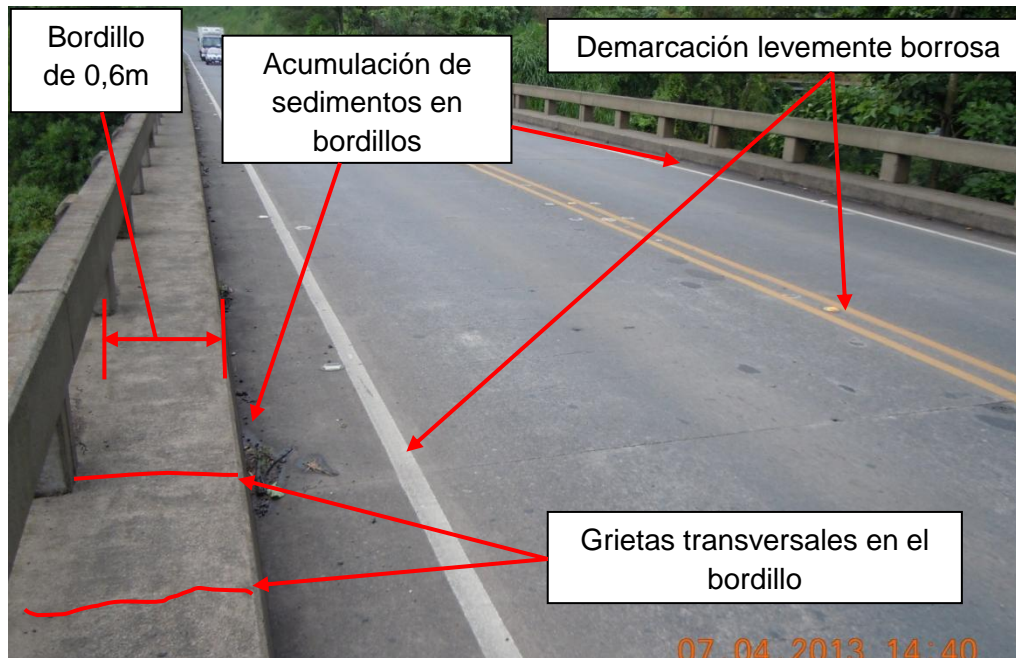 Bordillo
de 0,6m
Acumulación de
sedimentos en
bordillos
Demarcación levemente borrosa
Grietas transversales en el
bordillo
07 04 2013 14:40